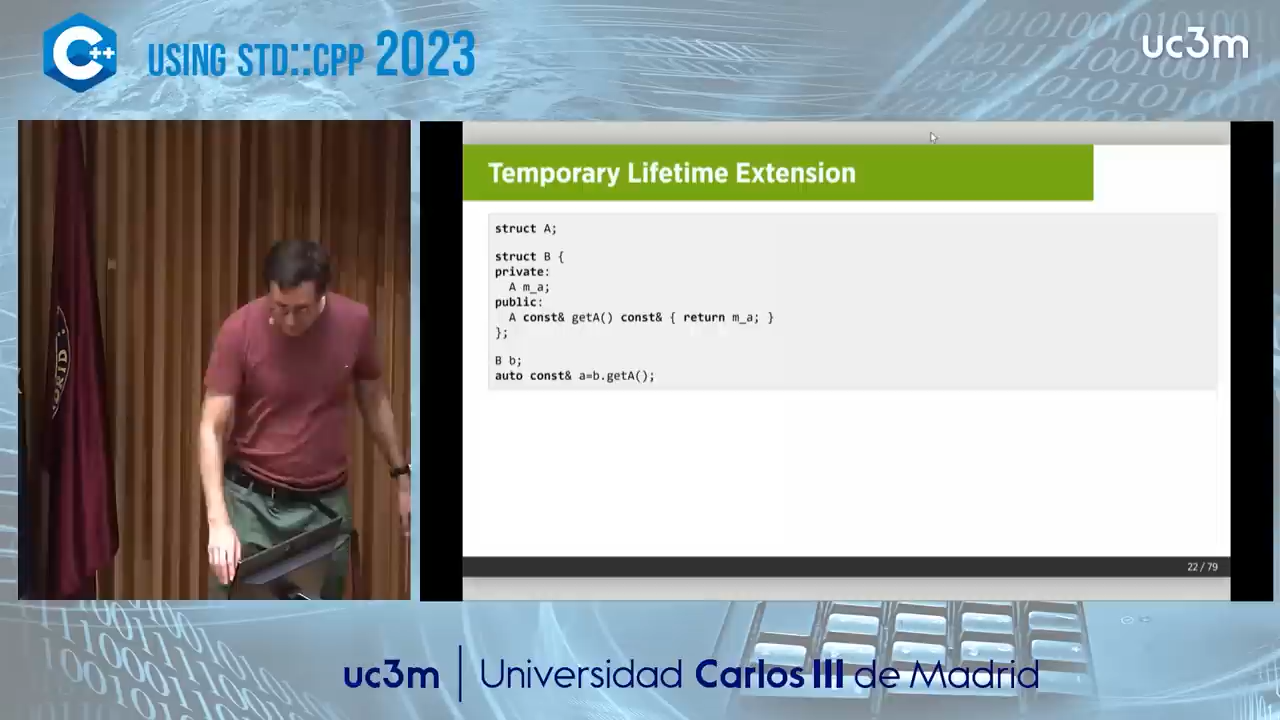 C++
USING STD::CPP 2023
uc3m
Temporary Lifetime Extension
struct A;
struct B {
private:
A m_a;
public:
A const& getA() const& { return m_a; }
};
B b;
auto const& a=b.getA();
22 / 79
uc3m | Universidad Carlos III de Madrid